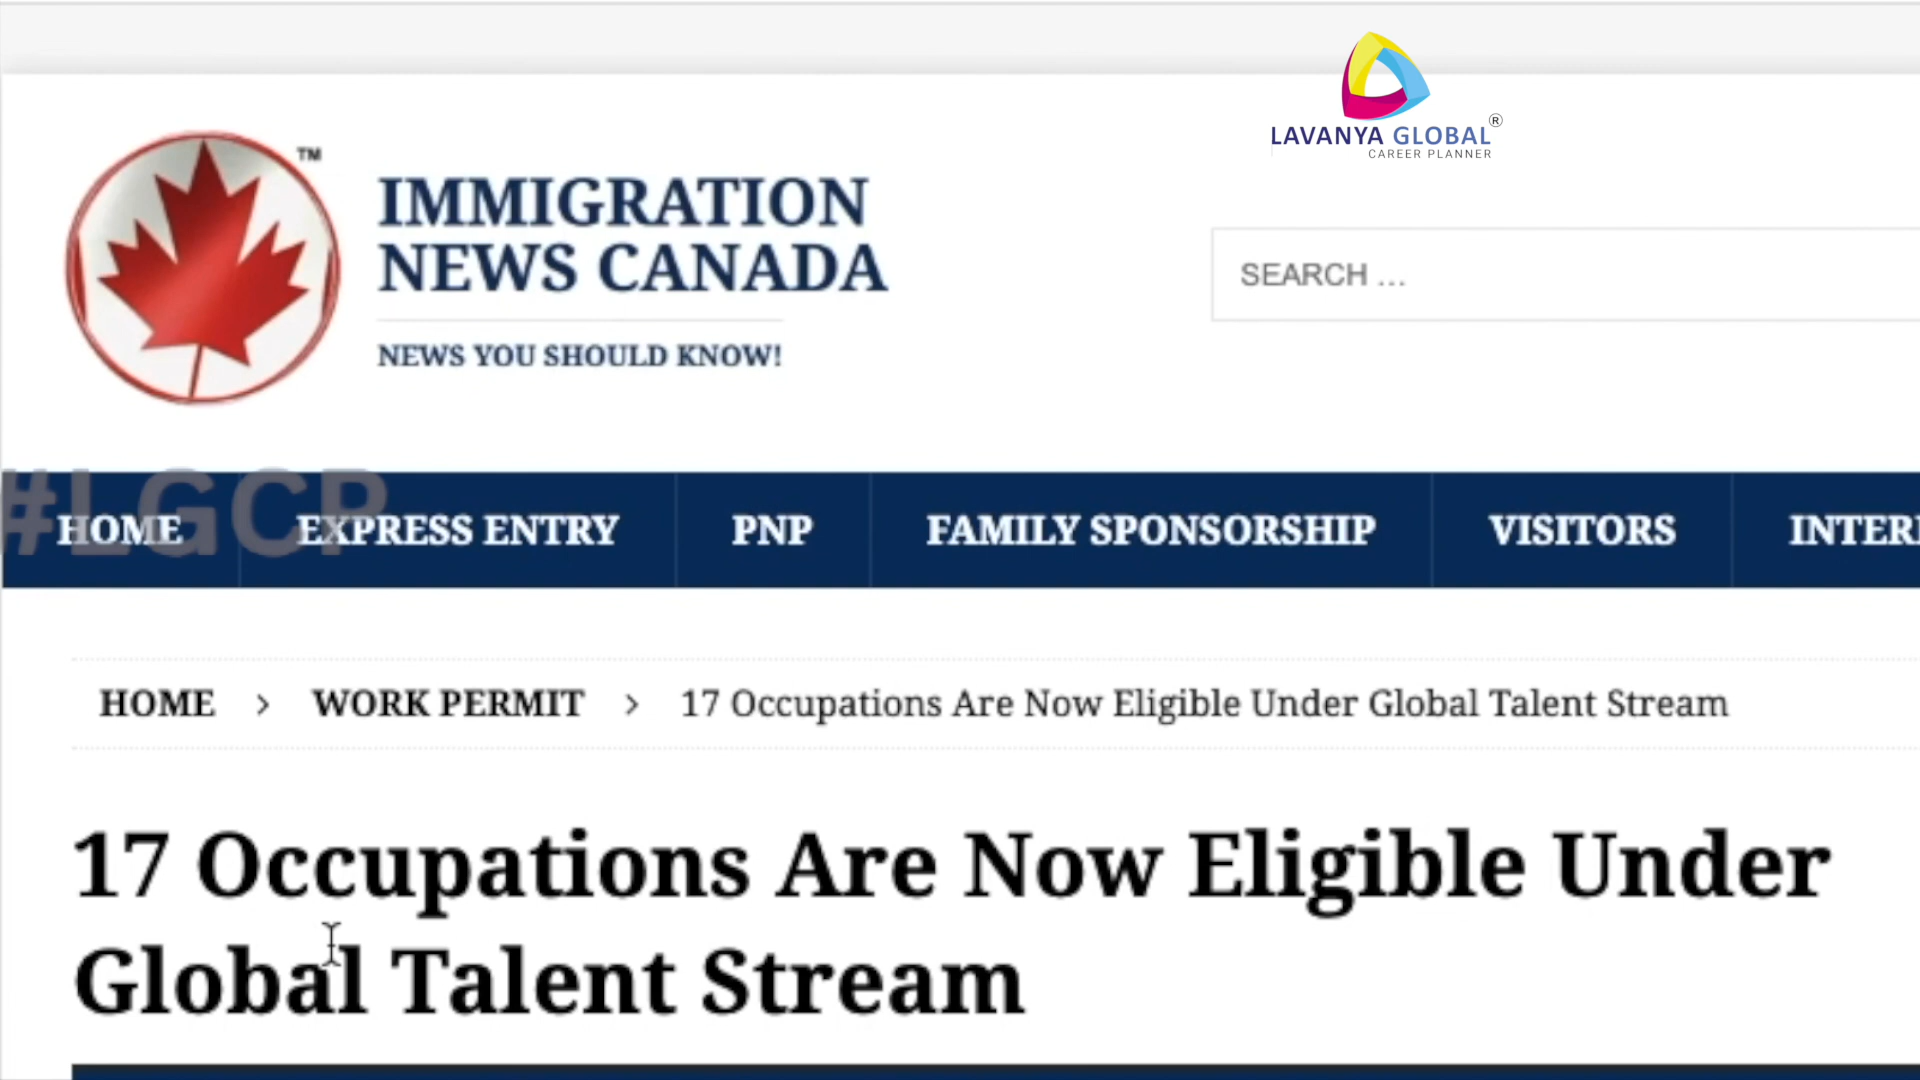 LAVANYA GLOBAL®
CAREER PLANNER
TM
IMMIGRATION
NEWS CANADA
NEWS YOU SHOULD KNOW!
SEARCH ...
#LGCP
HOME EXPRESS ENTRY PNP FAMILY SPONSORSHIP VISITORS
HOME > WORK PERMIT > 17 Occupations Are Now Eligible Under Global Talent Stream
17 Occupations Are Now Eligible Under
Global Talent Stream